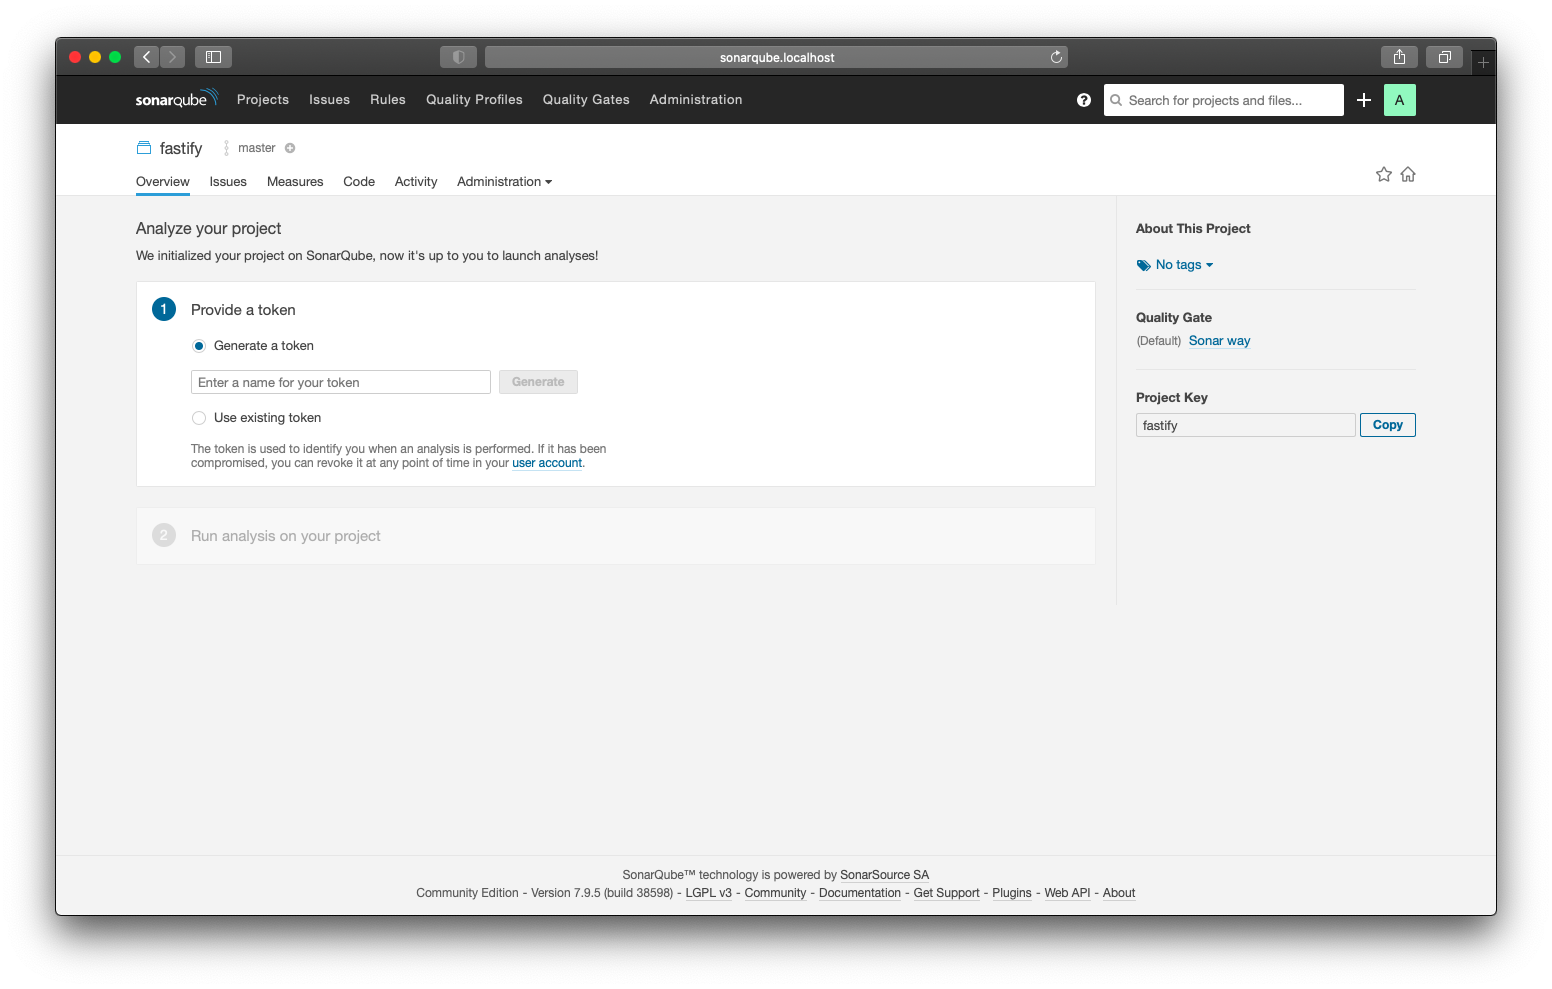 sonarqube.localhost
sonarqube Projects Issues Rules Quality Profiles Quality Gates Administration ? Search for projects and files... A
fastify master
Overview Issues Measures Code Activity Administration
Analyze your project
We initialized your project on SonarQube, now it's up to you to launch analyses!
1 Provide a token
Generate a token
Enter a name for your token Generate
Use existing token
The token is used to identify you when an analysis is performed. If it has been
compromised, you can revoke it at any point of time in your user account.
2 Run analysis on your project
About This Project
No tags
Quality Gate
(Default) Sonar way
Project Key
fastify Copy
SonarQube™ technology is powered by SonarSource SA
Community Edition - Version 7.9.5 (build 38598) - LGPL v3 - Community - Documentation - Get Support - Plugins - Web API - About